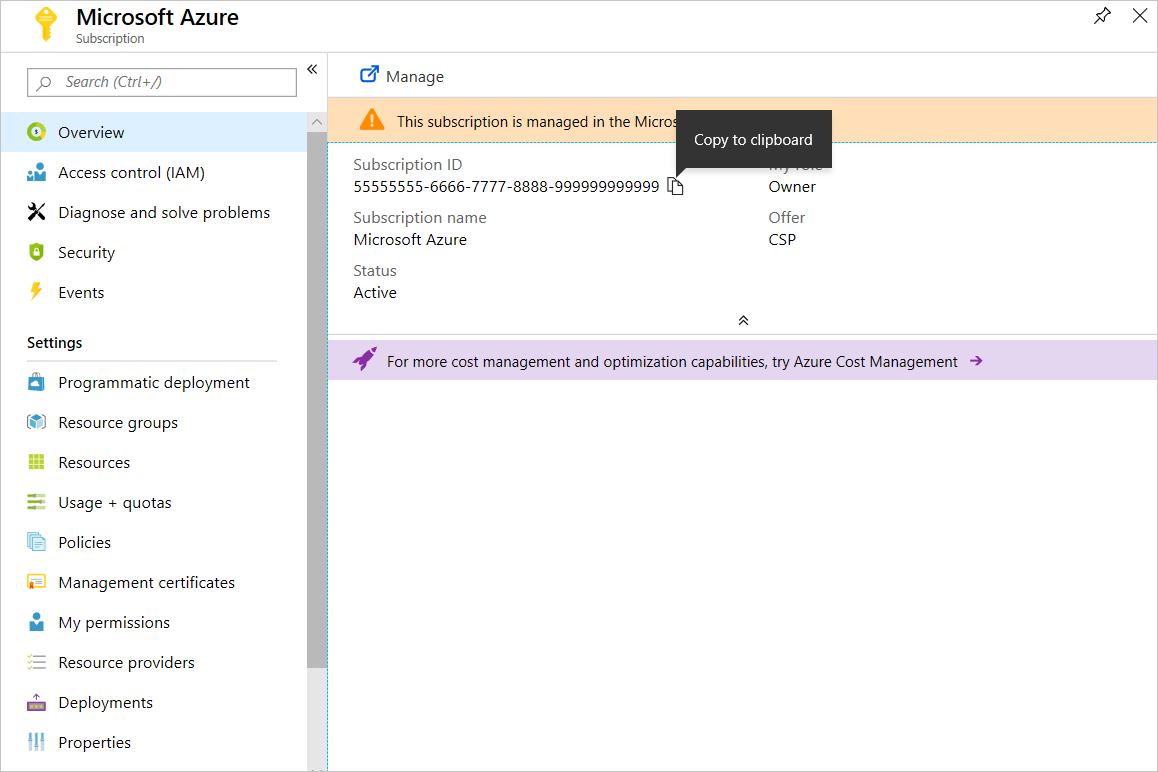 Microsoft Azure
Subscription
Search (Ctrl+/)
Overview
Access control (IAM)
Diagnose and solve problems
Security
Events
Settings
Programmatic deployment
Resource groups
Resources
Usage + quotas
Policies
Management certificates
My permissions
Resource providers
Deployments
Properties
Manage
This subscription is managed in the
Copy to clipboard
Subscription ID
55555555-6666-7777-8888-999999999999
Subscription name
Microsoft Azure
Status
Active
My role
Owner
Offer
CSP
For more cost management and optimization capabilities, try Azure Cost Management